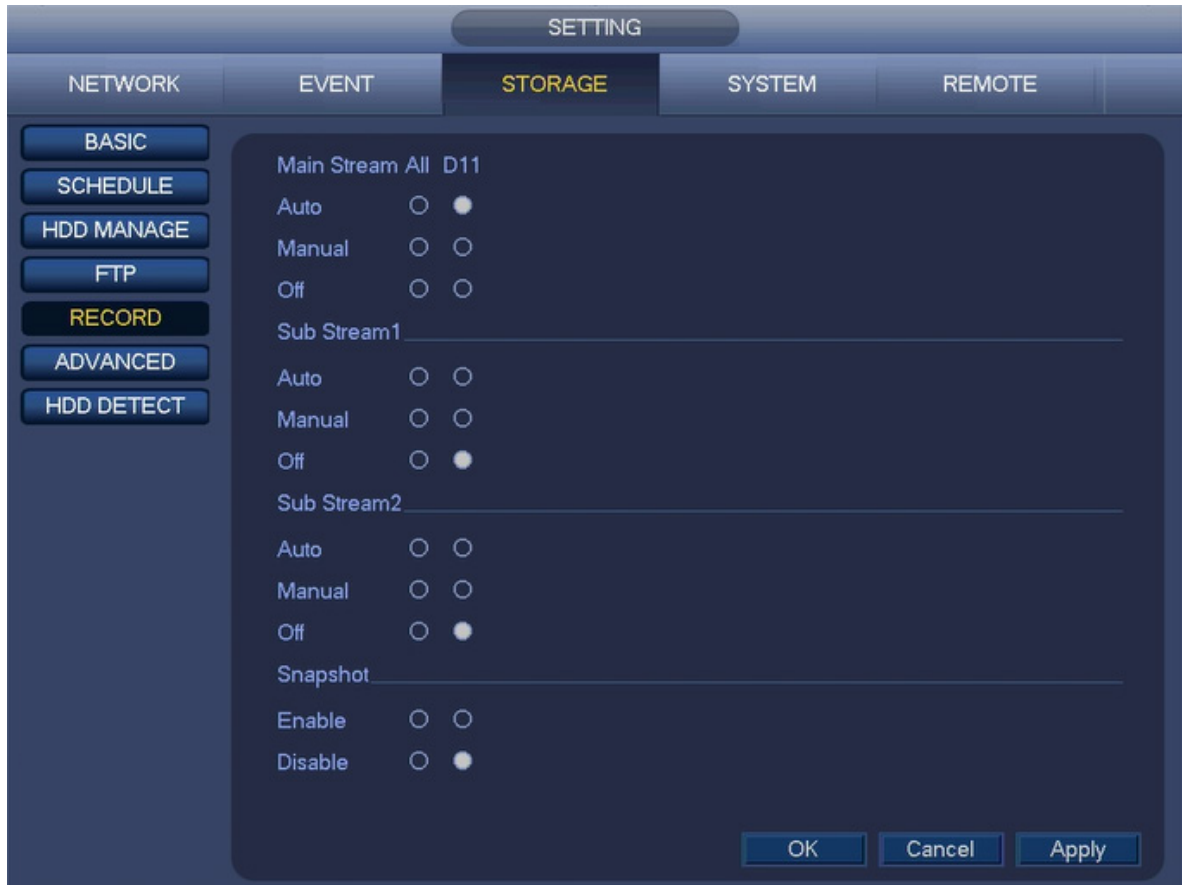 SETTING
NETWORK EVENT STORAGE SYSTEM REMOTE
BASIC
SCHEDULE
HDD MANAGE
FTP
RECORD
ADVANCED
HDD DETECT
Main Stream All D11
Auto
Manual
Off
Sub Stream1
Auto
Manual
Off
Sub Stream2
Auto
Manual
Off
Snapshot
Enable
Disable
OK Cancel Apply